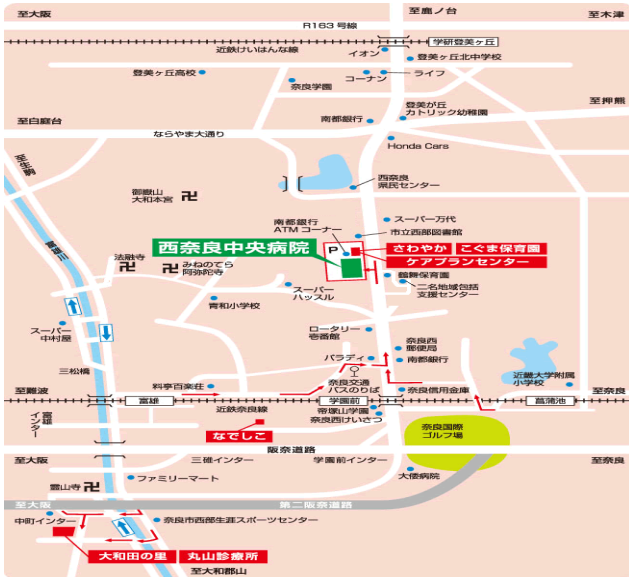 至大阪
至鹿ノ台
至木津
R163号線
近鉄けいはんな線
学研登美ヶ丘
イオン
登美ヶ丘北中学校
登美ヶ丘高校
コーナン
ライフ
奈良学園
登美が丘
カトリック幼稚園
至押熊
至白庭台
南都銀行
ならやま大通り
Honda Cars
至生駒
西奈良
県民センター
御嶽山
大和本宮
卍
スーパー万代
南都銀行
ATMコーナー
市立西部図書館
富雄川
西奈良中央病院
P
さわやか
こぐま保育園
ケアプランセンター
法融寺
卍
卍
みねのてら
阿弥陀寺
鶴舞保育園
二名地域包括
支援センター
スーパー
ハッスル
青和小学校
スーパー
中村屋
ロータリー
壱番館
奈良西
郵便局
三松橋
パラディ
南都銀行
近畿大学附属
小学校
料亭百楽荘
奈良交通
バスのりば
奈良信用金庫
至難波
富雄
学園前
菖蒲池
至奈良
富雄
インター
近鉄奈良線
帝塚山学園
奈良西けいさつ
なでしこ
奈良国際
ゴルフ場
阪奈道路
至大阪
三碓インター
学園前インター
至奈良
霊山寺
卍
ファミリーマート
大倭病院
至大阪
第二阪奈道路
中町インター
奈良市西部生涯スポーツセンター
大和田の里
丸山診療所
至大和郡山